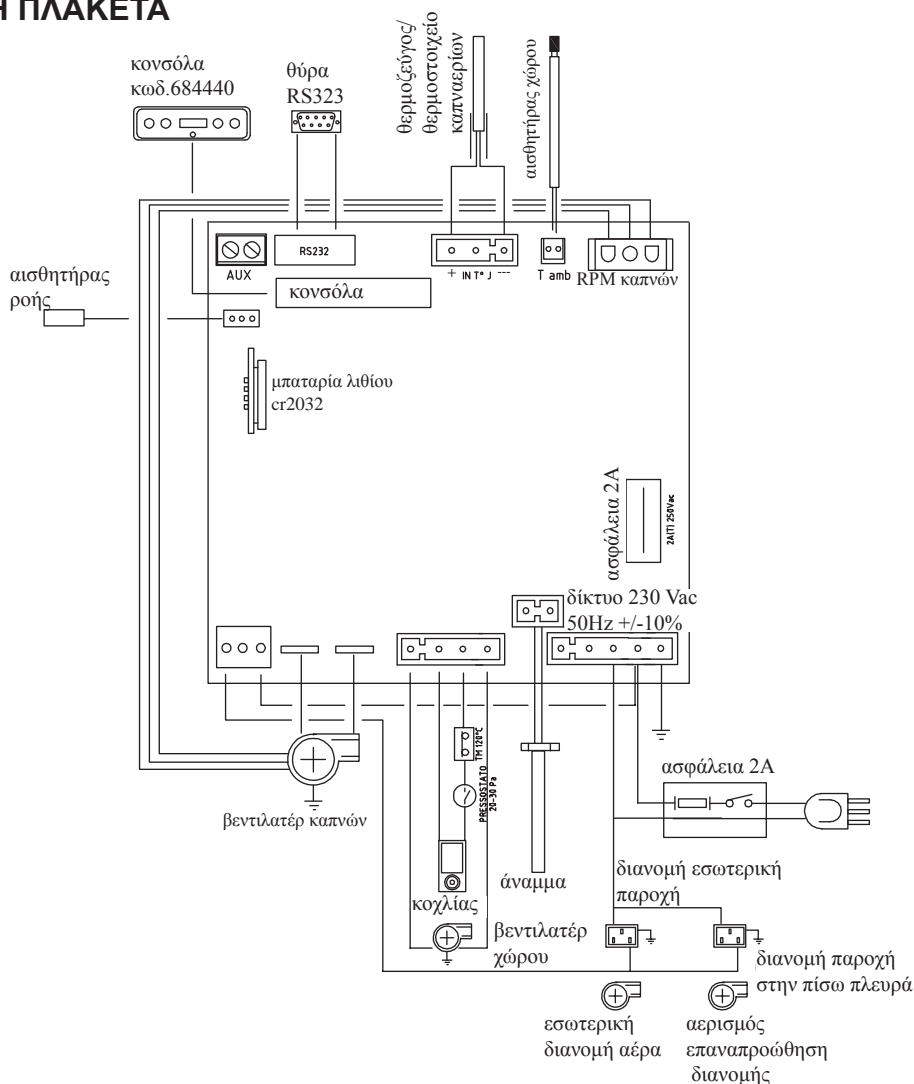 Η ΠΛΑΚΕΤΑ
κονσόλα
κωδ.684440
θύρα
RS323
θερμοζεύγος/
θερμοστοιχείο
καπναερίων
αισθητήρας χώρου
AUX
RS232
+ IN T° J ---
T amb
RPM καπνών
κονσόλα
αισθητήρας
ροής
μπαταρία λιθίου
cr2032
ασφάλεια 2A
2A(T) 250Vac
δίκτυο 230 Vac
50Hz +/-10%
TM 120°C
PRESSOSTATO
20-30 Pa
ασφάλεια 2A
βεντιλατέρ καπνών
κοχλίας
άναμμα
διανομή εσωτερική
παροχή
βεντιλατέρ
χώρου
διανομή παροχή
στην πίσω πλευρά
εσωτερική
διανομή αέρα
αερισμός
επαναπροώθηση
διανομής